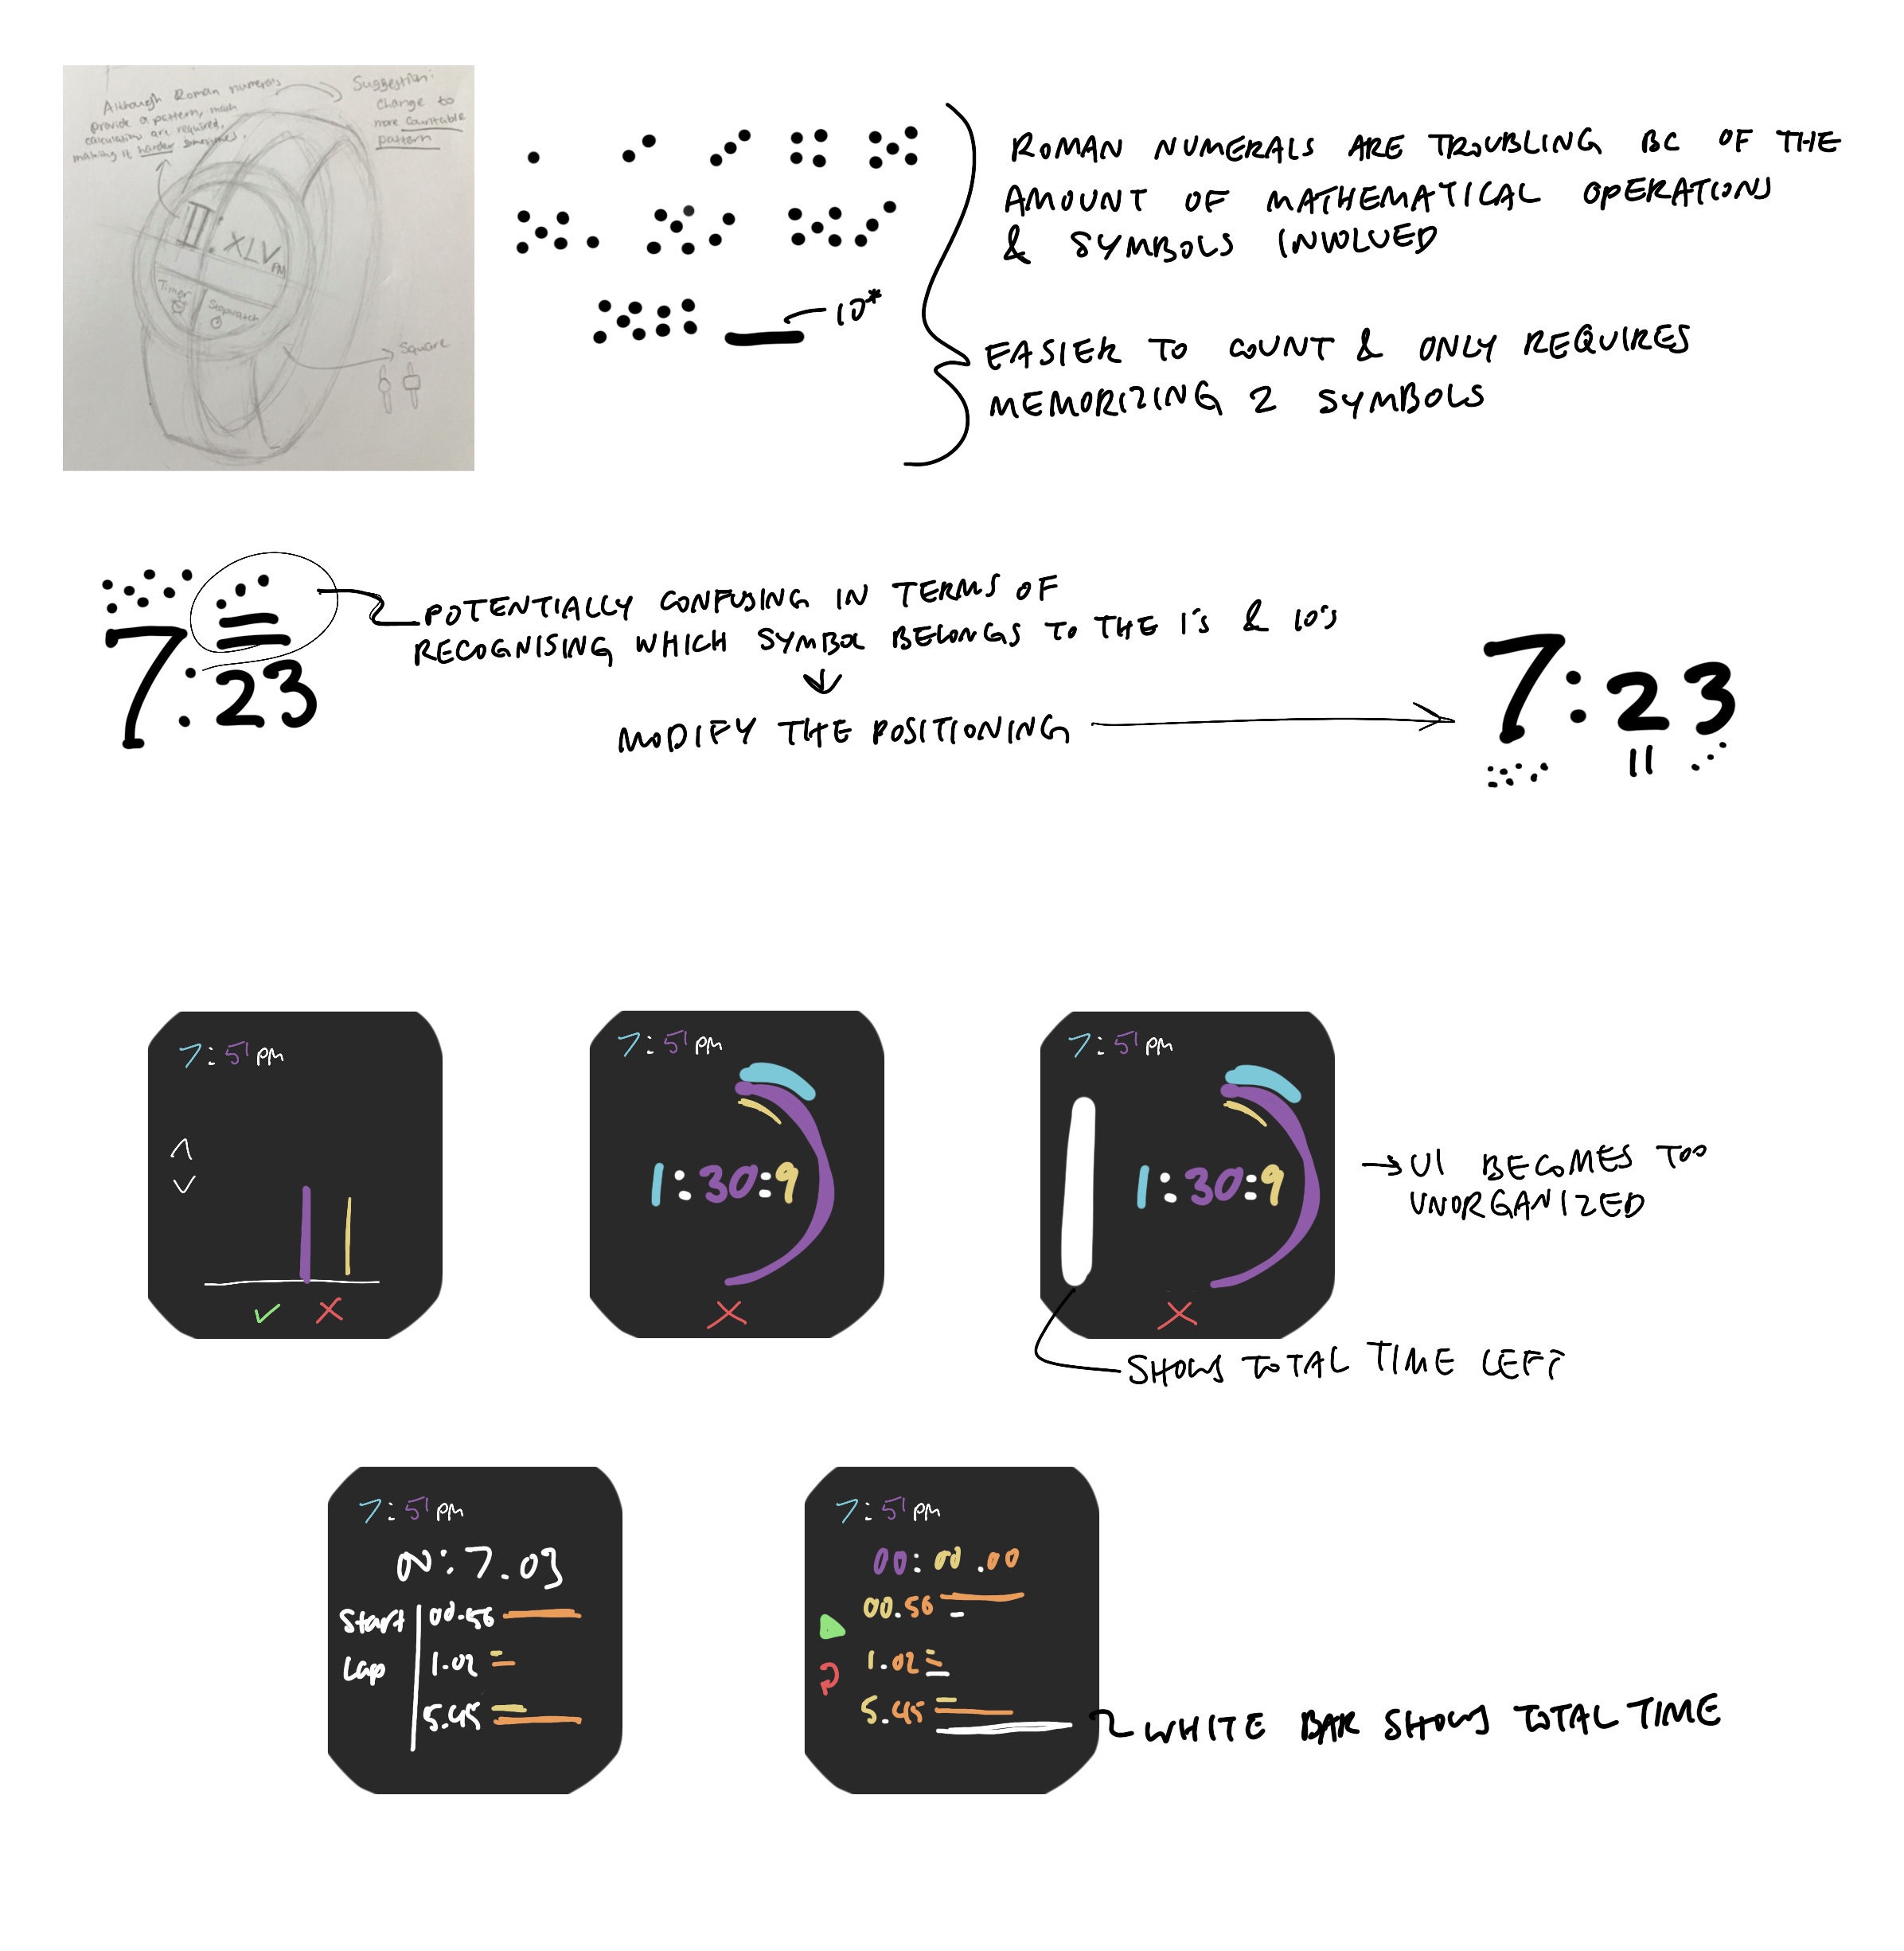 Although Roman numerals
provide a pattern, math
calculations are required,
making it harder sometimes.
Suggestion:
change to
more countable
pattern
II:XLV PM
Timer
Stopwatch
Square
10*
ROMAN NUMERALS ARE TROUBLING BC OF THE
AMOUNT OF MATHEMATICAL OPERATIONS
& SYMBOLS INVOLVED
EASIER TO COUNT & ONLY REQUIRES
MEMORIZING 2 SYMBOLS
7:23
POTENTIALLY CONFUSING IN TERMS OF
RECOGNISING WHICH SYMBOL BELONGS TO THE 1's & 10's
MODIFY THE POSITIONING
7:23
7:51 PM
7:51 PM
1:30:9
7:51 PM
1:30:9
UI BECOMES TOO
UNORGANIZED
SHOWS TOTAL TIME LEFT
7:51 PM
00:7.03
Start
Lap
00.56
1.02
5.45
7:51 PM
00:00.00
00.56
1.02
5.45
WHITE BAR SHOWS TOTAL TIME